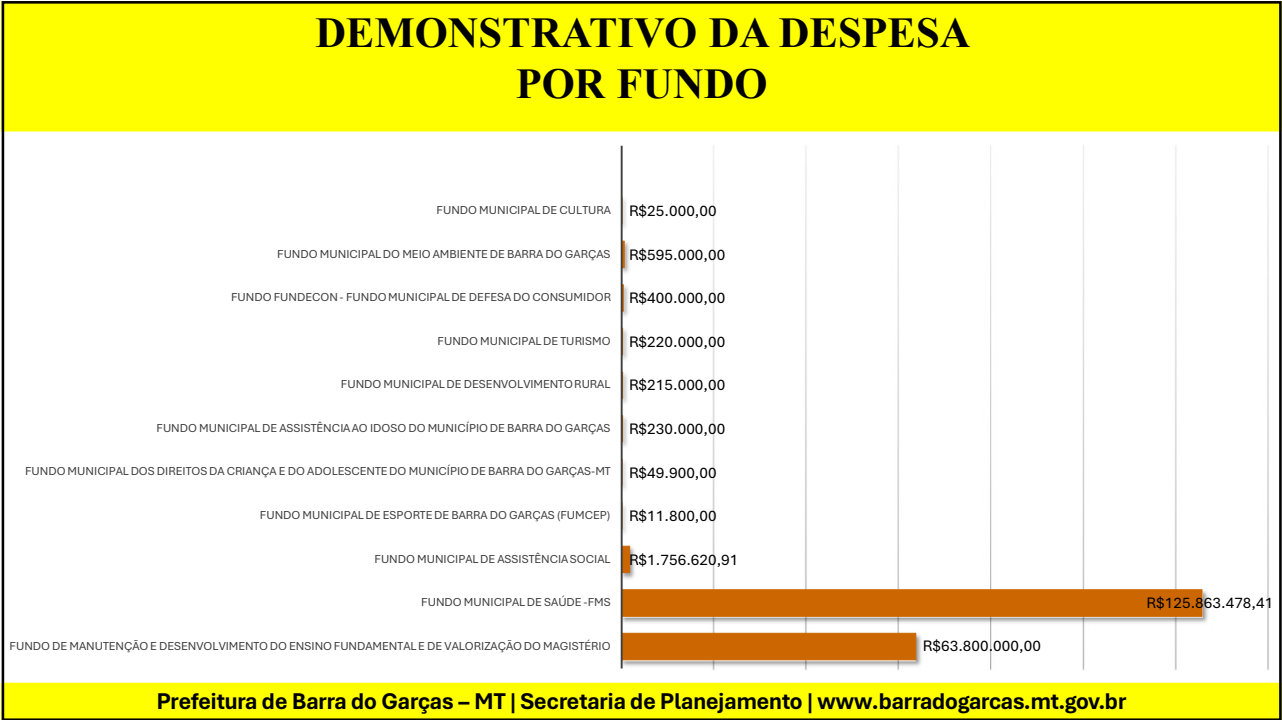 DEMONSTRATIVO DA DESPESA
POR FUNDO
FUNDO MUNICIPAL DE CULTURA R$25.000,00
FUNDO MUNICIPAL DO MEIO AMBIENTE DE BARRA DO GARÇAS R$595.000,00
FUNDO FUNDECON - FUNDO MUNICIPAL DE DEFESA DO CONSUMIDOR R$400.000,00
FUNDO MUNICIPAL DE TURISMO R$220.000,00
FUNDO MUNICIPAL DE DESENVOLVIMENTO RURAL R$215.000,00
FUNDO MUNICIPAL DE ASSISTÊNCIA AO IDOSO DO MUNICÍPIO DE BARRA DO GARÇAS R$230.000,00
FUNDO MUNICIPAL DOS DIREITOS DA CRIANÇA E DO ADOLESCENTE DO MUNICÍPIO DE BARRA DO GARÇAS-MT R$49.900,00
FUNDO MUNICIPAL DE ESPORTE DE BARRA DO GARÇAS (FUMCEP) R$11.800,00
FUNDO MUNICIPAL DE ASSISTÊNCIA SOCIAL R$1.756.620,91
FUNDO MUNICIPAL DE SAÚDE -FMS R$125.863.478,41
FUNDO DE MANUTENÇÃO E DESENVOLVIMENTO DO ENSINO FUNDAMENTAL E DE VALORIZAÇÃO DO MAGISTÉRIO R$63.800.000,00
Prefeitura de Barra do Garças – MT | Secretaria de Planejamento | www.barradogarcas.mt.gov.br